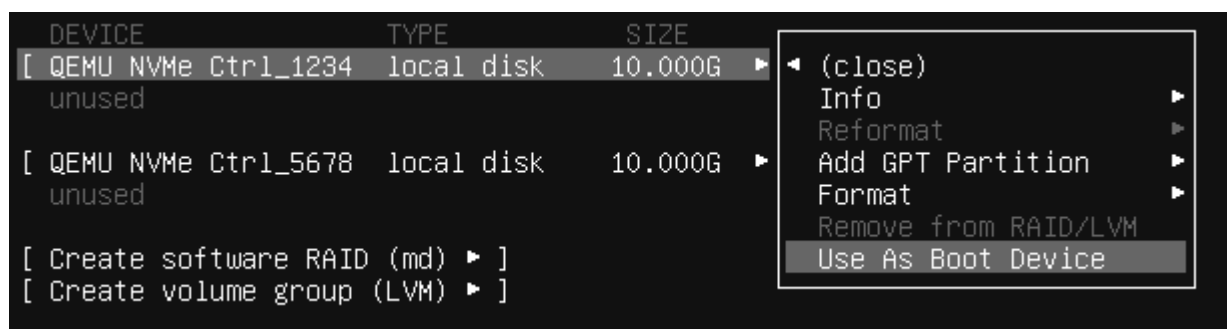 DEVICE TYPE SIZE
[ QEMU NVMe Ctrl_1234 local disk 10.000G ▸
unused
[ QEMU NVMe Ctrl_5678 local disk 10.000G ▸
unused
[ Create software RAID (md) ▸ ]
[ Create volume group (LVM) ▸ ]
◂ (close)
Info ▸
Reformat ▸
Add GPT Partition ▸
Format ▸
Remove from RAID/LVM
Use As Boot Device